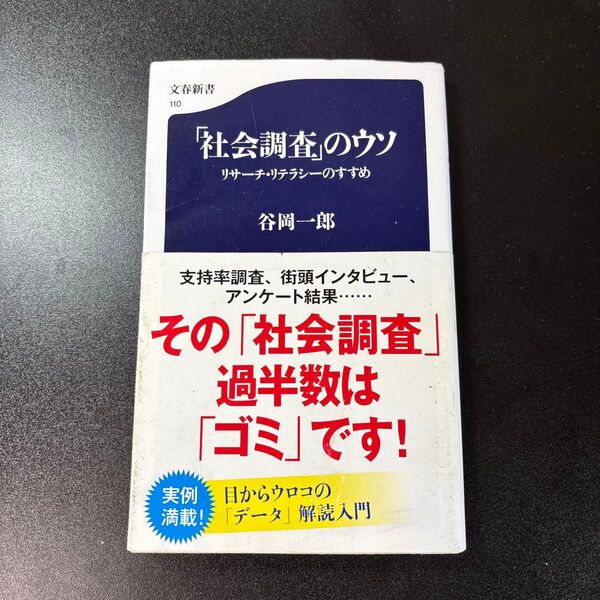 文春新書
110
「社会調査」のウソ
リサーチ・リテラシーのすすめ
谷岡一郎
支持率調査、街頭インタビュー、
アンケート結果……
その「社会調査」
過半数は
「ゴミ」です!
実例
満載!
目からウロコの
「データ」解読入門